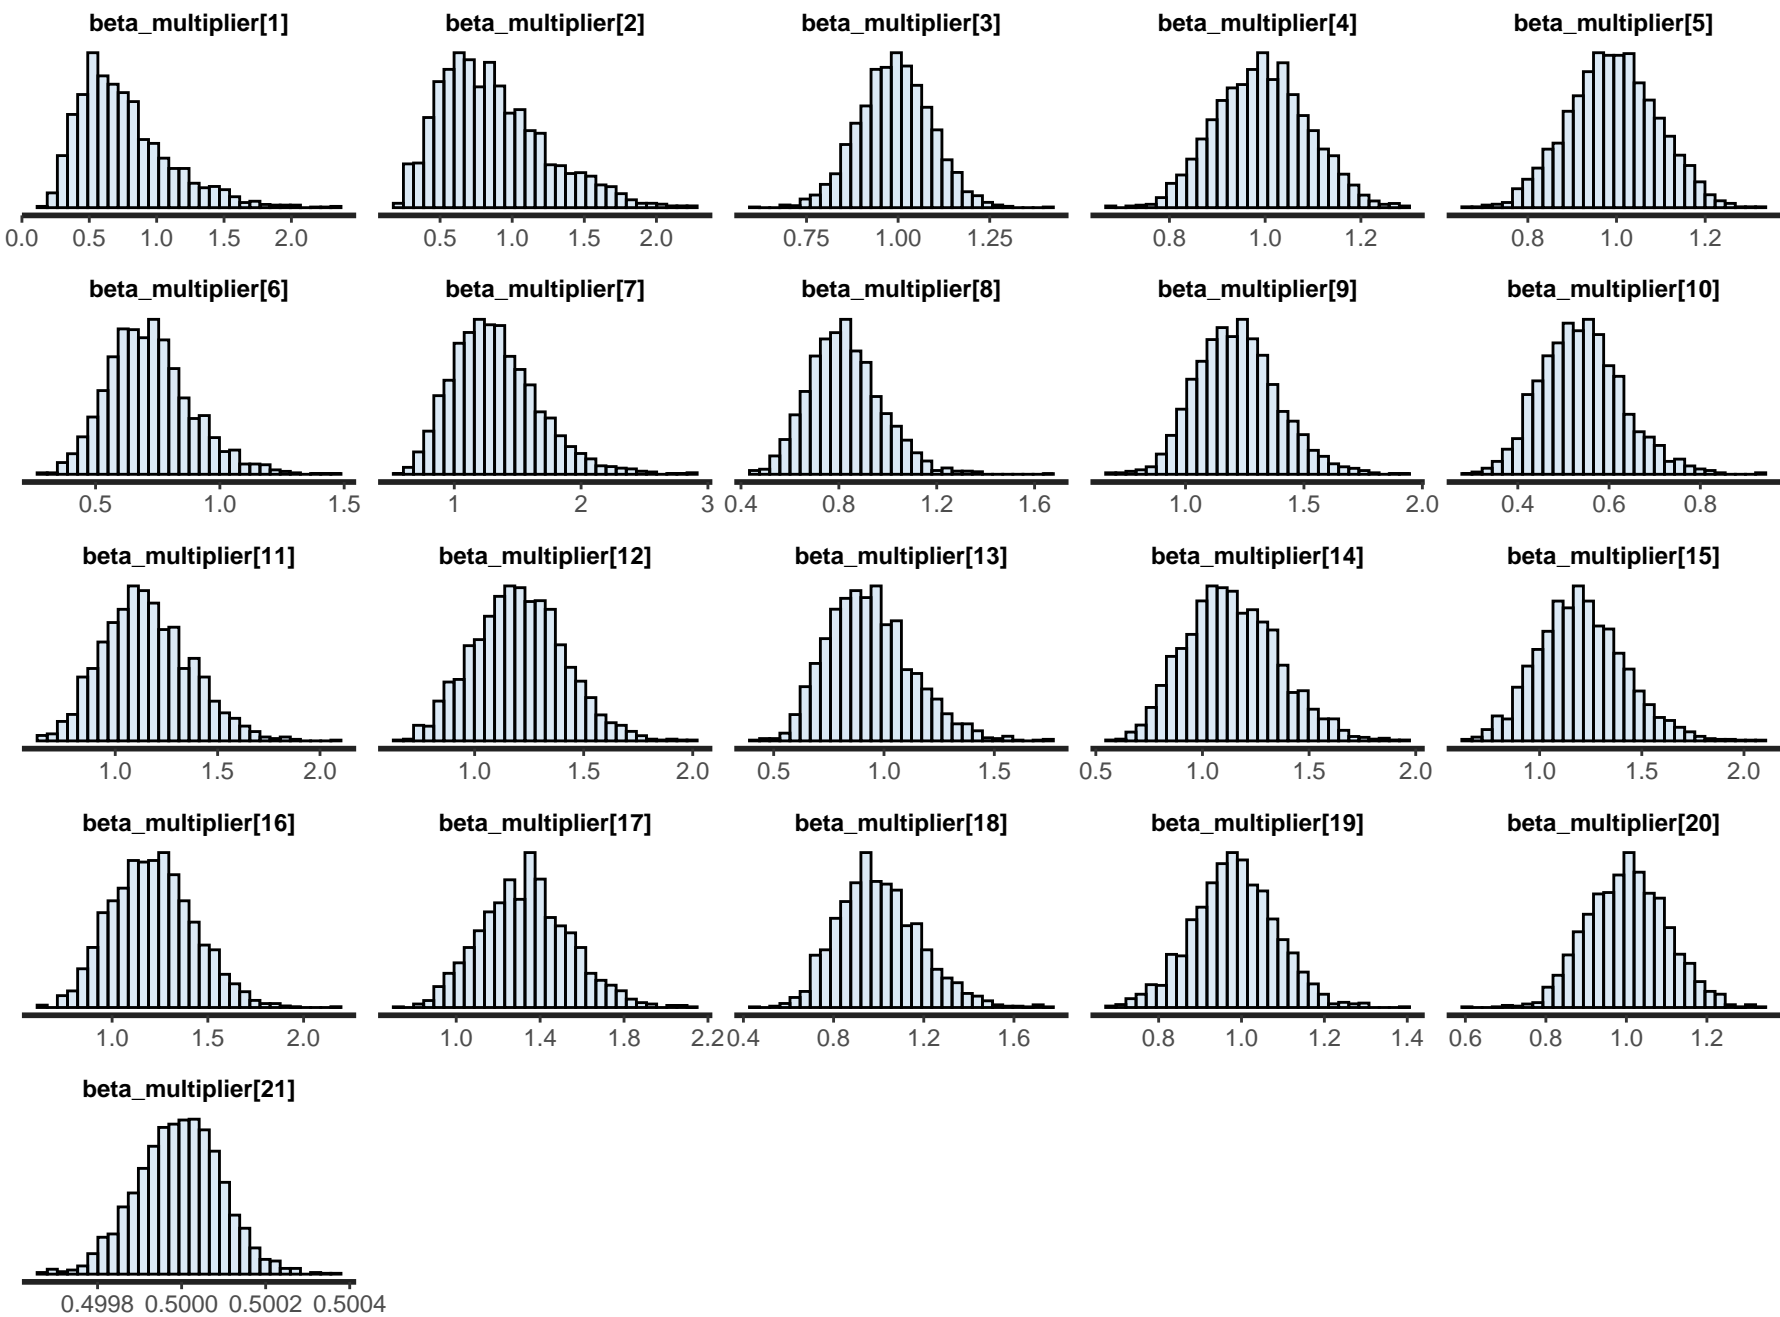 beta_multiplier[1] beta_multiplier[2] beta_multiplier[3] beta_multiplier[4] beta_multiplier[5]
0.0 0.5 1.0 1.5 2.0 0.5 1.0 1.5 2.0 0.75 1.00 1.25 0.8 1.0 1.2 0.8 1.0 1.2
beta_multiplier[6] beta_multiplier[7] beta_multiplier[8] beta_multiplier[9] beta_multiplier[10]
0.5 1.0 1.5 1 2 3 0.4 0.8 1.2 1.6 1.0 1.5 2.0 0.4 0.6 0.8
beta_multiplier[11] beta_multiplier[12] beta_multiplier[13] beta_multiplier[14] beta_multiplier[15]
1.0 1.5 2.0 1.0 1.5 2.0 0.5 1.0 1.5 0.5 1.0 1.5 2.0 1.0 1.5 2.0
beta_multiplier[16] beta_multiplier[17] beta_multiplier[18] beta_multiplier[19] beta_multiplier[20]
1.0 1.5 2.0 1.0 1.4 1.8 2.2 0.4 0.8 1.2 1.6 0.8 1.0 1.2 1.4 0.6 0.8 1.0 1.2
beta_multiplier[21]
0.4998 0.5000 0.5002 0.5004